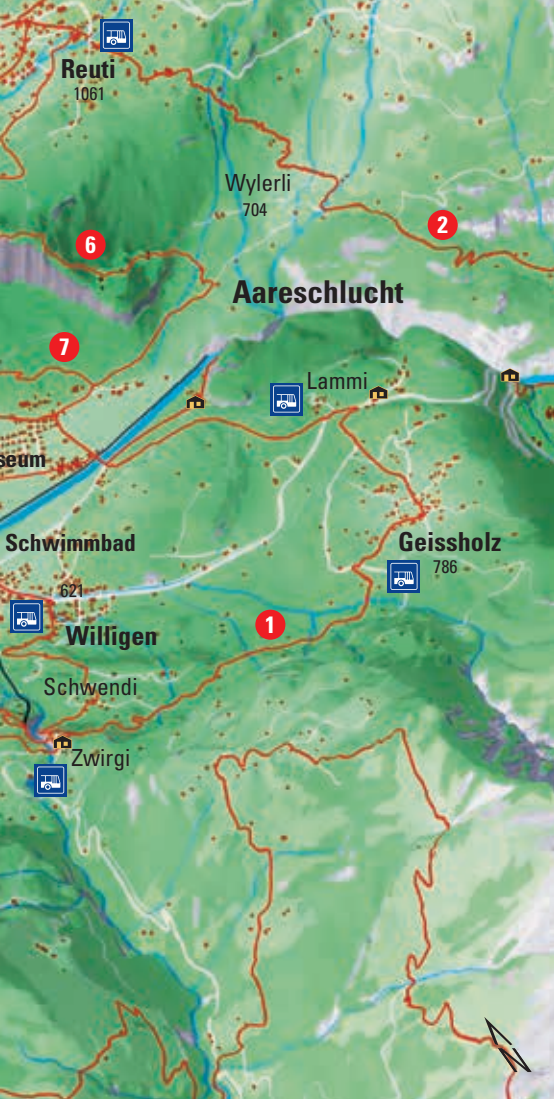 Reuti
1061
Wylerli
704
2
6
Aareschlucht
7
Lammi
seum
Schwimmbad
Geissholz
786
621
1
Willigen
Schwendi
Zwirgi